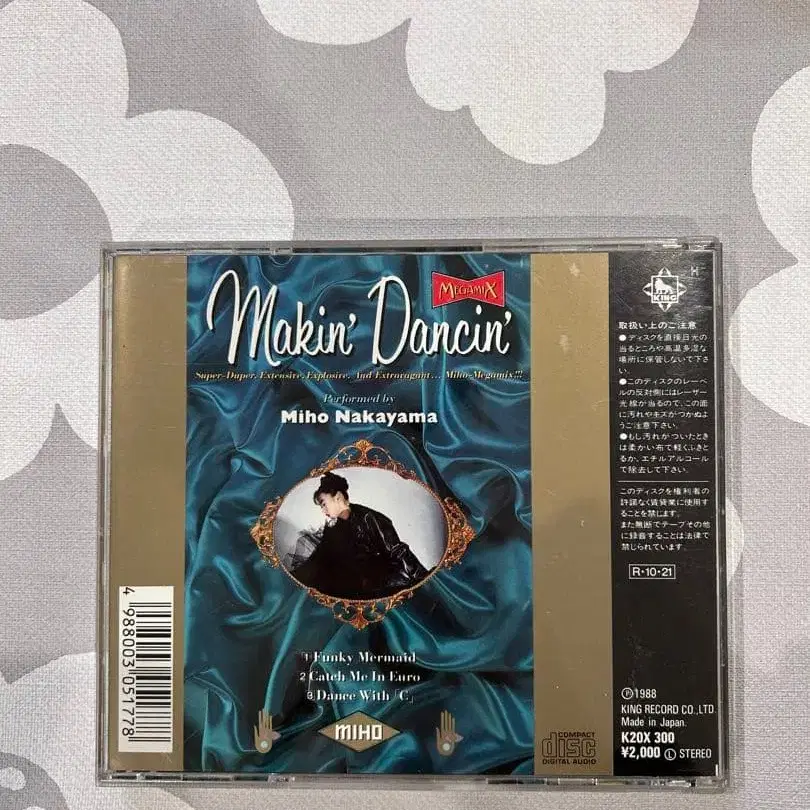 MEGAMIX
Makin' Dancin'
Super-Duper, Extensive, Explosive, And Extravagant... Miho-Megamix!!!
Performed by
Miho Nakayama
1 Funky Mermaid
2 Catch Me In Euro
3 Dance With「C」
MIHO
4988003051778
COMPACT
disc
DIGITAL AUDIO
H
KING
取扱い上のご注意
●ディスクを直接日光の
当るところや高温多湿な
場所に保管しないで下さ
い。
●このディスクのレーベ
ルの反対側にはレーザー
光線が当るので、この面
に汚れやキズがつかぬよ
うご注意下さい。
●もし汚れがついたとき
は柔かい布で軽くふきと
るか、エチルアルコール
で除去して下さい。
このディスクを権利者の
許諾なく賃貸業に使用す
ることを禁じます。
また無断でテープその他
に録音することは法律で
禁じられています。
R・10・21
Ⓟ1988
KING RECORD CO., LTD.
Made in Japan.
K20X 300
¥2,000 Ⓛ STEREO